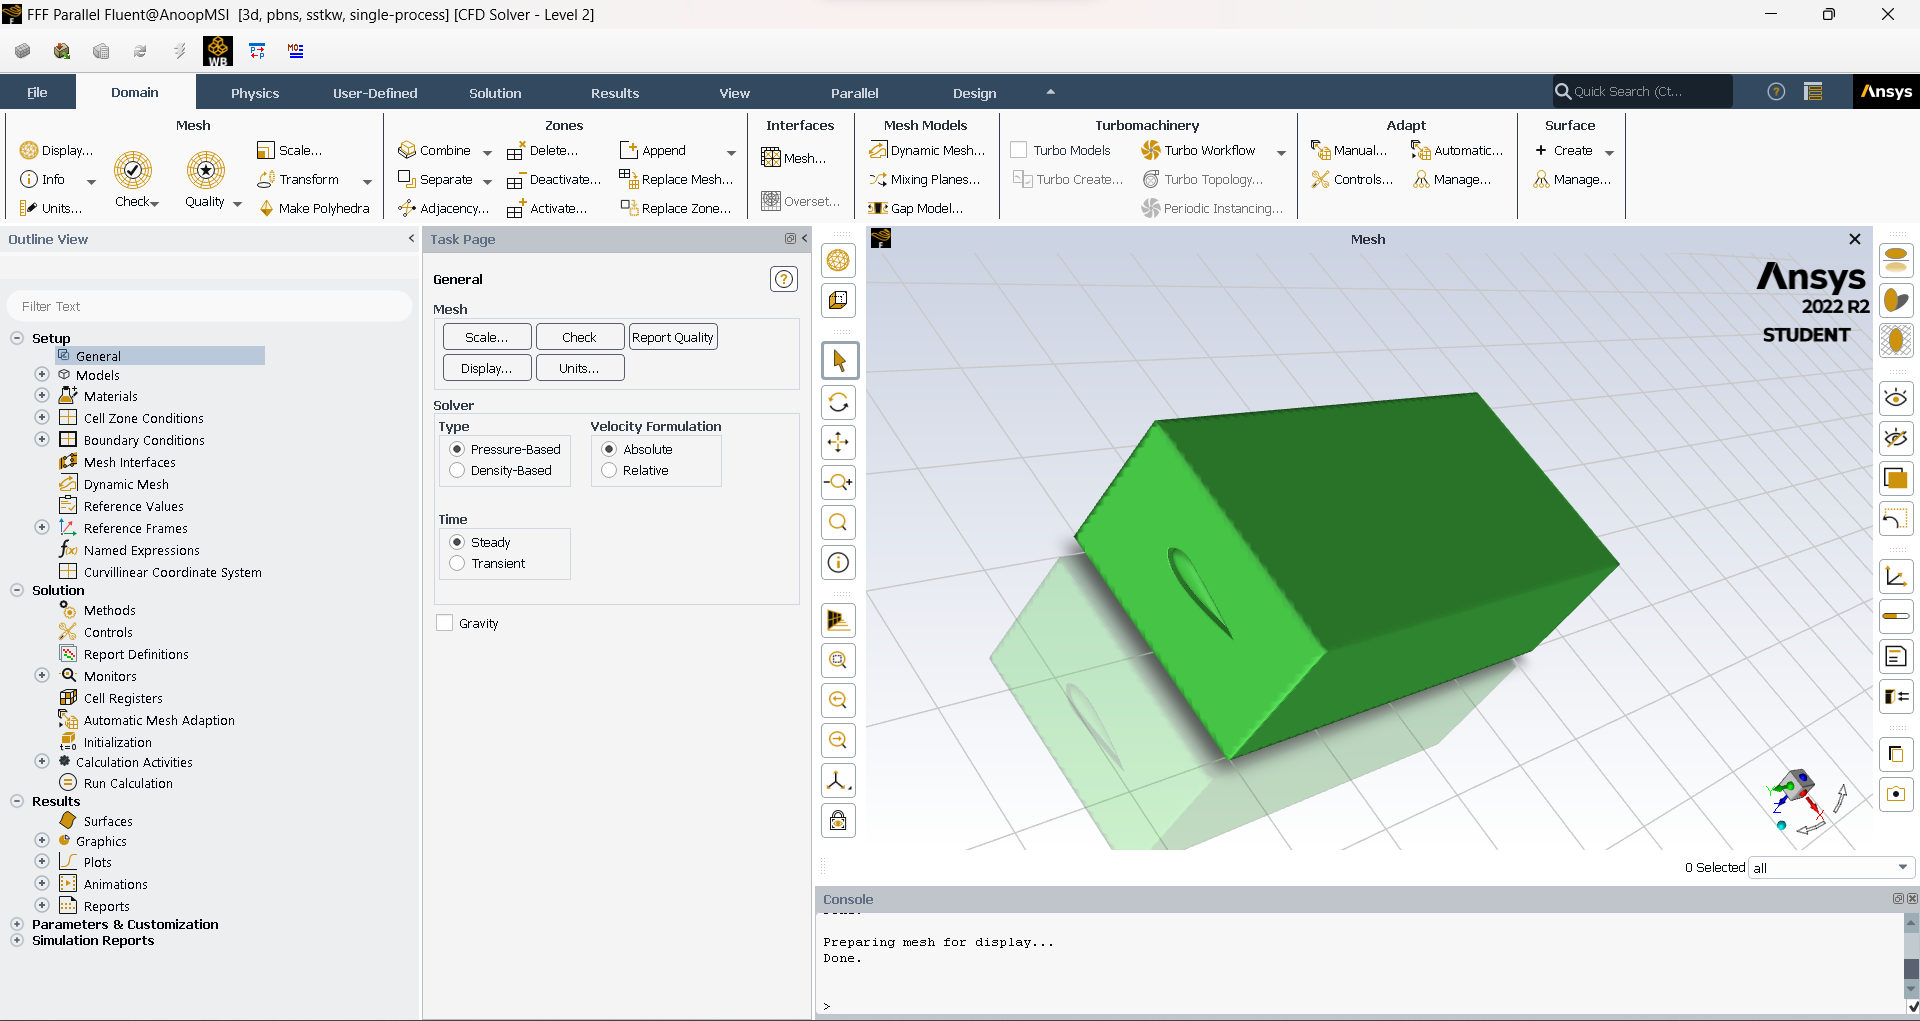 FFF Parallel Fluent@AnoopMSI  [3d, pbns, sstkw, single-process] [CFD Solver - Level 2]
WB
File Domain Physics User-Defined Solution Results View Parallel Design Quick Search (Ct... Ansys
Mesh
Display...
Info
Units...
Check
Quality
Scale...
Transform
Make Polyhedra
Zones
Combine
Separate
Adjacency...
Delete...
Deactivate...
Activate...
Append
Replace Mesh...
Replace Zone...
Interfaces
Mesh...
Overset...
Mesh Models
Dynamic Mesh...
Mixing Planes...
Gap Model...
Turbomachinery
Turbo Models
Turbo Create...
Turbo Workflow
Turbo Topology...
Periodic Instancing...
Adapt
Manual...
Controls...
Automatic...
Manage...
Surface
+ Create
Manage...
Outline View
Filter Text
Setup
General
Models
Materials
Cell Zone Conditions
Boundary Conditions
Mesh Interfaces
Dynamic Mesh
Reference Values
Reference Frames
Named Expressions
Curvillinear Coordinate System
Solution
Methods
Controls
Report Definitions
Monitors
Cell Registers
Automatic Mesh Adaption
Initialization
Calculation Activities
Run Calculation
Results
Surfaces
Graphics
Plots
Animations
Reports
Parameters & Customization
Simulation Reports
Task Page
General
Mesh
Scale... Check Report Quality
Display... Units...
Solver
Type
Pressure-Based
Density-Based
Velocity Formulation
Absolute
Relative
Time
Steady
Transient
Gravity
Mesh
Ansys
2022 R2
STUDENT
Y
Z
X
0 Selected all
Console
Preparing mesh for display...
Done.
>